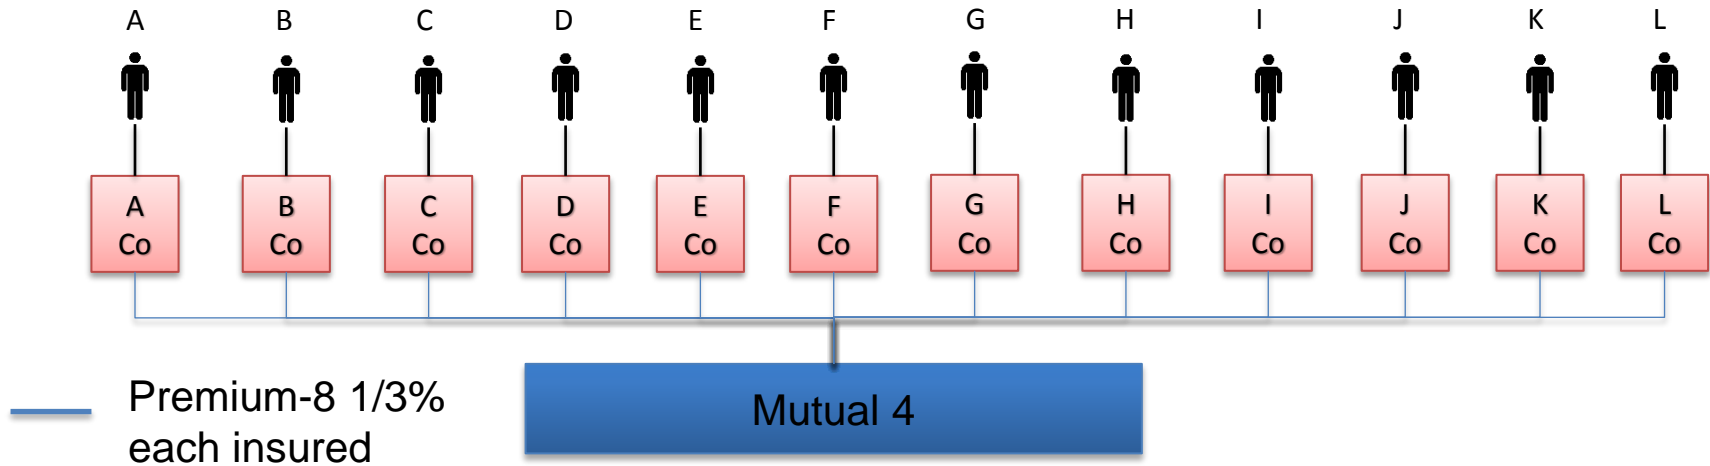 A B C D E F G H I J K L
A B C D E F G H I J K L
Co Co Co Co Co Co Co Co Co Co Co Co
Premium-8 1/3%
each insured
Mutual 4